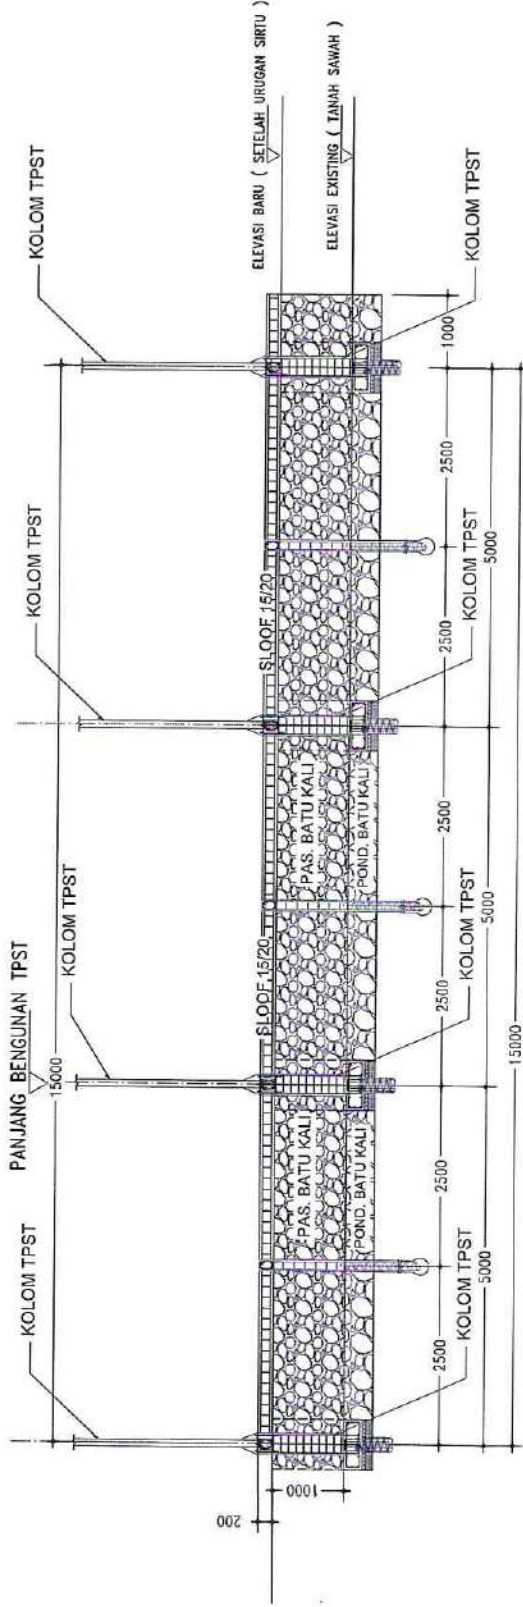 PANJANG BENGUNAN TPST
15000
KOLOM TPST
KOLOM TPST
KOLOM TPST
KOLOM TPST
ELEVASI BARU ( SETELAH URUGAN SIRTU )
ELEVASI EXISTING ( TANAH SAWAH )
200
1000
SLOOF 15/20
SLOOF 15/20
PAS. BATU KALI
PAS. BATU KALI
POND. BATU KALI
POND. BATU KALI
KOLOM TPST
KOLOM TPST
KOLOM TPST
KOLOM TPST
2500
2500
2500
2500
2500
2500
1000
5000
5000
5000
15000